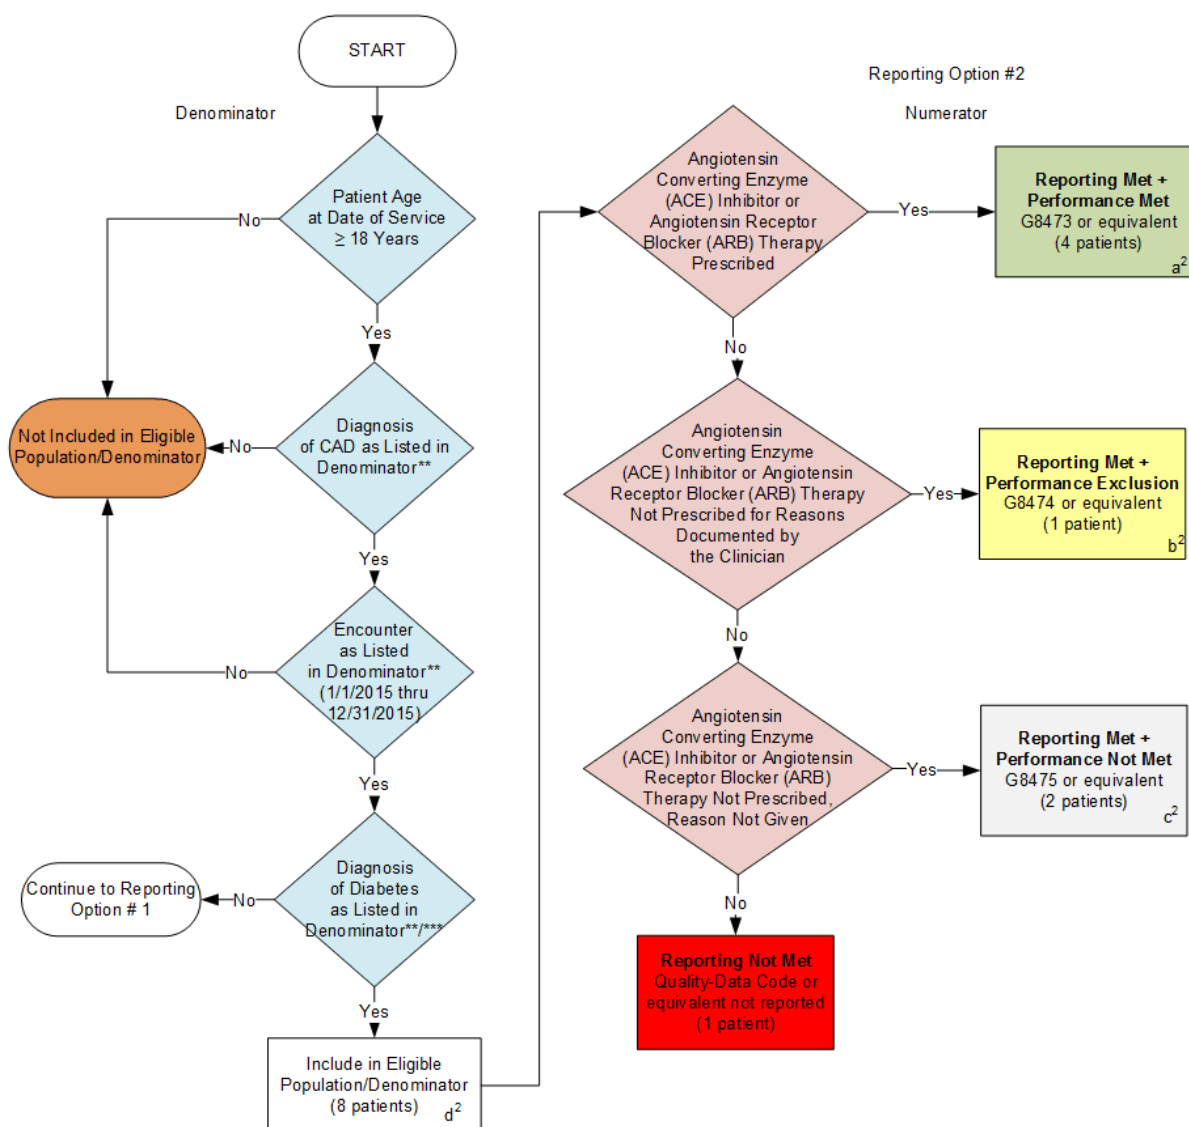 START
Denominator
Patient Age
at Date of Service
≥ 18 Years
No
Yes
Diagnosis
of CAD as Listed in
Denominator**
No
Not Included in Eligible
Population/Denominator
Yes
Encounter
as Listed
in Denominator**
(1/1/2015 thru
12/31/2015)
No
Yes
Diagnosis
of Diabetes
as Listed in
Denominator**/***
No
Continue to Reporting
Option # 1
Yes
Include in Eligible
Population/Denominator
(8 patients)
d²
Reporting Option #2
Numerator
Angiotensin
Converting Enzyme
(ACE) Inhibitor or
Angiotensin Receptor
Blocker (ARB) Therapy
Prescribed
Yes
Reporting Met +
Performance Met
G8473 or equivalent
(4 patients)
a²
No
Angiotensin
Converting Enzyme
(ACE) Inhibitor or Angiotensin
Receptor Blocker (ARB) Therapy
Not Prescribed for Reasons
Documented by
the Clinician
Yes
Reporting Met +
Performance Exclusion
G8474 or equivalent
(1 patient)
b²
No
Angiotensin
Converting Enzyme
(ACE) Inhibitor or Angiotensin
Receptor Blocker (ARB)
Therapy Not Prescribed,
Reason Not Given
Yes
Reporting Met +
Performance Not Met
G8475 or equivalent
(2 patients)
c²
No
Reporting Not Met
Quality-Data Code or
equivalent not reported
(1 patient)